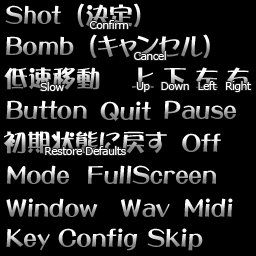 Shot (決定)
Confirm
Bomb (キャンセル)
Cancel
低速移動 上下左右
Slow Up Down Left Right
Button Quit Pause
初期状態に戻す Off
Restore Defaults
Mode FullScreen
Window Wav Midi
Key Config Skip